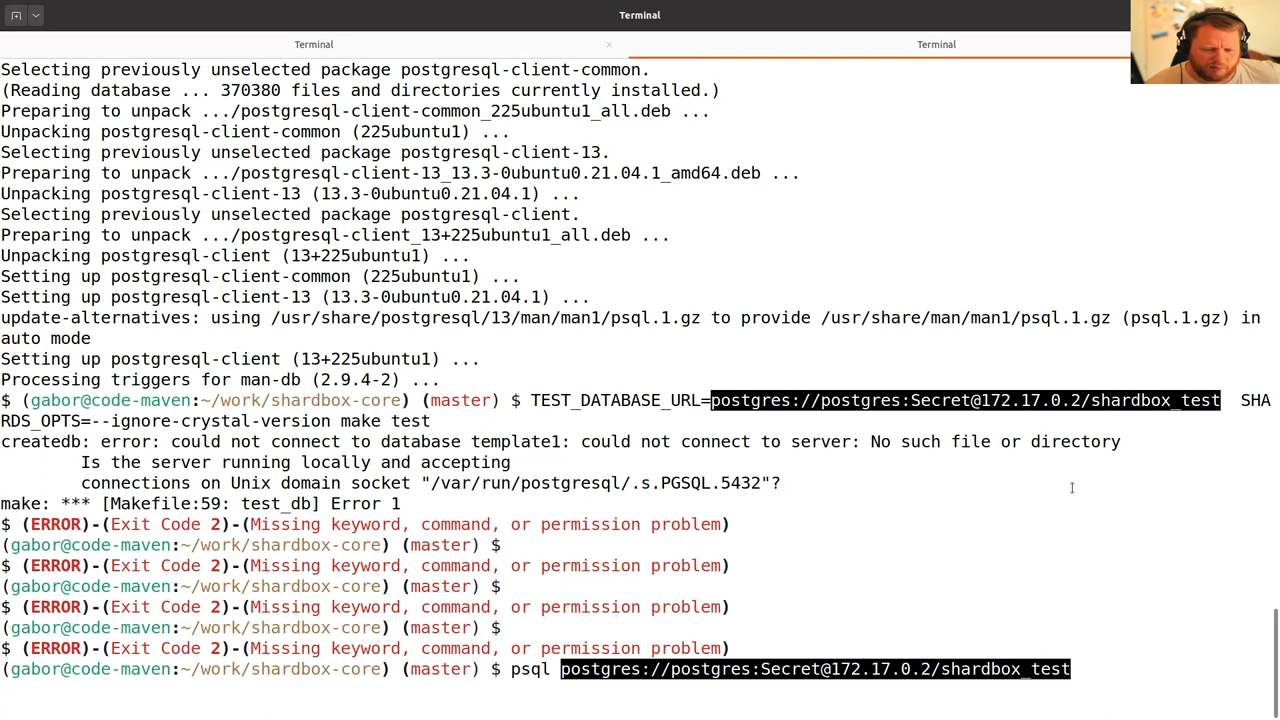 Terminal
Terminal × Terminal
Selecting previously unselected package postgresql-client-common.
(Reading database ... 370380 files and directories currently installed.)
Preparing to unpack .../postgresql-client-common_225ubuntu1_all.deb ...
Unpacking postgresql-client-common (225ubuntu1) ...
Selecting previously unselected package postgresql-client-13.
Preparing to unpack .../postgresql-client-13_13.3-0ubuntu0.21.04.1_amd64.deb ...
Unpacking postgresql-client-13 (13.3-0ubuntu0.21.04.1) ...
Selecting previously unselected package postgresql-client.
Preparing to unpack .../postgresql-client_13+225ubuntu1_all.deb ...
Unpacking postgresql-client (13+225ubuntu1) ...
Setting up postgresql-client-common (225ubuntu1) ...
Setting up postgresql-client-13 (13.3-0ubuntu0.21.04.1) ...
update-alternatives: using /usr/share/postgresql/13/man/man1/psql.1.gz to provide /usr/share/man/man1/psql.1.gz (psql.1.gz) in
auto mode
Setting up postgresql-client (13+225ubuntu1) ...
Processing triggers for man-db (2.9.4-2) ...
$ (gabor@code-maven:~/work/shardbox-core) (master) $ TEST_DATABASE_URL=postgres://postgres:Secret@172.17.0.2/shardbox_test  SHA
RDS_OPTS=--ignore-crystal-version make test
createdb: error: could not connect to database template1: could not connect to server: No such file or directory
        Is the server running locally and accepting
        connections on Unix domain socket "/var/run/postgresql/.s.PGSQL.5432"?
make: *** [Makefile:59: test_db] Error 1
$ (ERROR)-(Exit Code 2)-(Missing keyword, command, or permission problem)
(gabor@code-maven:~/work/shardbox-core) (master) $
$ (ERROR)-(Exit Code 2)-(Missing keyword, command, or permission problem)
(gabor@code-maven:~/work/shardbox-core) (master) $
$ (ERROR)-(Exit Code 2)-(Missing keyword, command, or permission problem)
(gabor@code-maven:~/work/shardbox-core) (master) $
$ (ERROR)-(Exit Code 2)-(Missing keyword, command, or permission problem)
(gabor@code-maven:~/work/shardbox-core) (master) $ psql postgres://postgres:Secret@172.17.0.2/shardbox_test